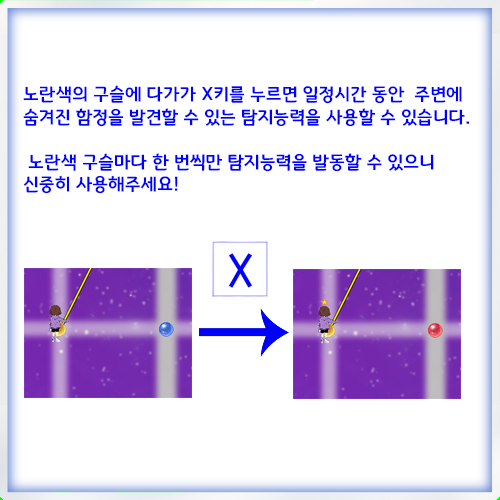 노란색의 구슬에 다가가 X키를 누르면 일정시간 동안 주변에
숨겨진 함정을 발견할 수 있는 탐지능력을 사용할 수 있습니다.
노란색 구슬마다 한 번씩만 탐지능력을 발동할 수 있으니
신중히 사용해주세요!
X